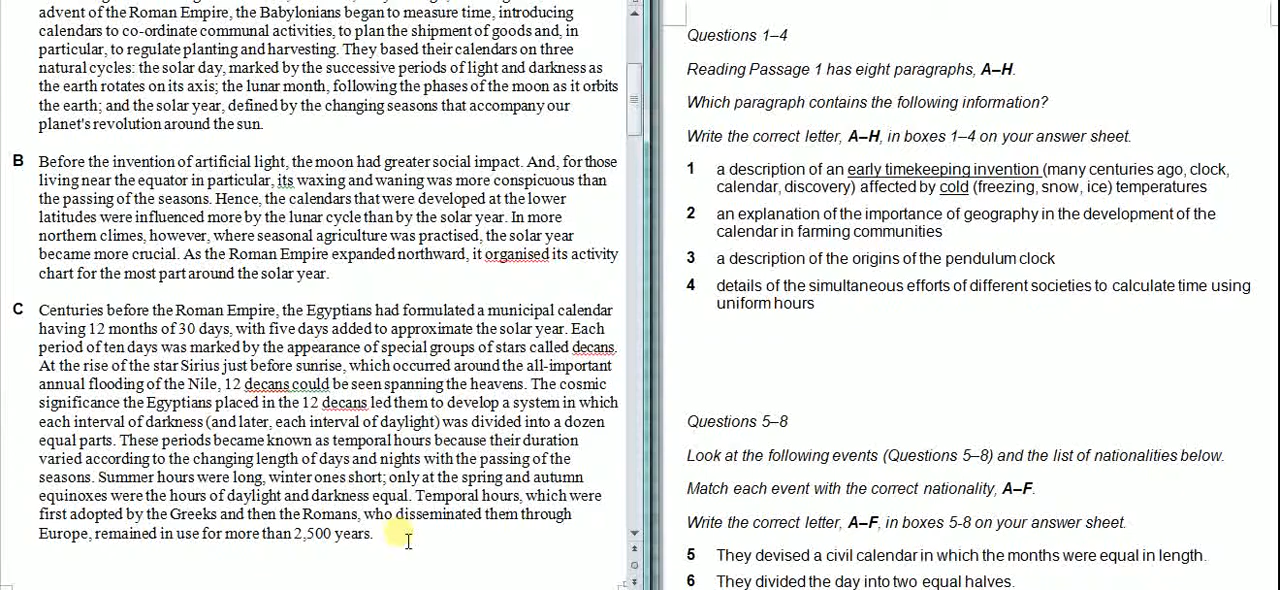 advent of the Roman Empire, the Babylonians began to measure time, introducing
calendars to co-ordinate communal activities, to plan the shipment of goods and, in
particular, to regulate planting and harvesting. They based their calendars on three
natural cycles: the solar day, marked by the successive periods of light and darkness as
the earth rotates on its axis; the lunar month, following the phases of the moon as it orbits
the earth; and the solar year, defined by the changing seasons that accompany our
planet's revolution around the sun.
B Before the invention of artificial light, the moon had greater social impact. And, for those
living near the equator in particular, its waxing and waning was more conspicuous than
the passing of the seasons. Hence, the calendars that were developed at the lower
latitudes were influenced more by the lunar cycle than by the solar year. In more
northern climes, however, where seasonal agriculture was practised, the solar year
became more crucial. As the Roman Empire expanded northward, it organised its activity
chart for the most part around the solar year.
C Centuries before the Roman Empire, the Egyptians had formulated a municipal calendar
having 12 months of 30 days, with five days added to approximate the solar year. Each
period of ten days was marked by the appearance of special groups of stars called decans.
At the rise of the star Sirius just before sunrise, which occurred around the all-important
annual flooding of the Nile, 12 decans could be seen spanning the heavens. The cosmic
significance the Egyptians placed in the 12 decans led them to develop a system in which
each interval of darkness (and later, each interval of daylight) was divided into a dozen
equal parts. These periods became known as temporal hours because their duration
varied according to the changing length of days and nights with the passing of the
seasons. Summer hours were long, winter ones short; only at the spring and autumn
equinoxes were the hours of daylight and darkness equal. Temporal hours, which were
first adopted by the Greeks and then the Romans, who disseminated them through
Europe, remained in use for more than 2,500 years.
Questions 1–4
Reading Passage 1 has eight paragraphs, A–H.
Which paragraph contains the following information?
Write the correct letter, A–H, in boxes 1–4 on your answer sheet.
1 a description of an early timekeeping invention (many centuries ago, clock,
calendar, discovery) affected by cold (freezing, snow, ice) temperatures
2 an explanation of the importance of geography in the development of the
calendar in farming communities
3 a description of the origins of the pendulum clock
4 details of the simultaneous efforts of different societies to calculate time using
uniform hours
Questions 5–8
Look at the following events (Questions 5–8) and the list of nationalities below.
Match each event with the correct nationality, A–F.
Write the correct letter, A–F, in boxes 5-8 on your answer sheet.
5 They devised a civil calendar in which the months were equal in length.
6 They divided the day into two equal halves.